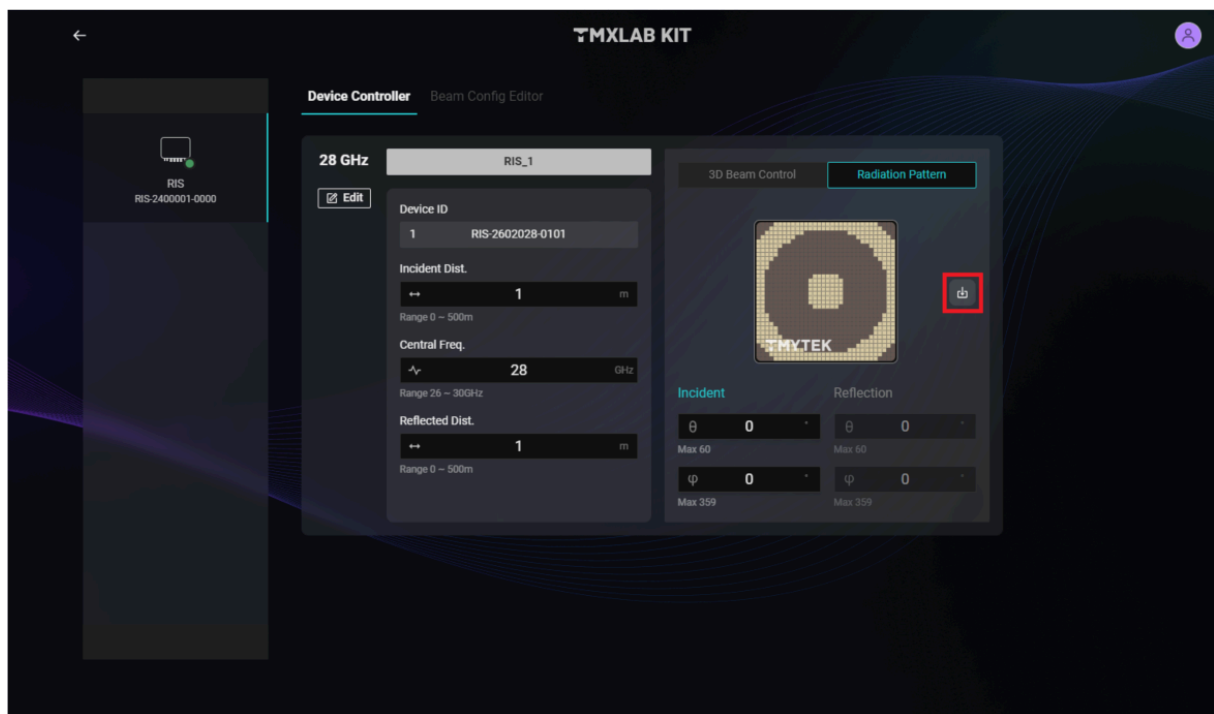 TMXLAB KIT
Device Controller Beam Config Editor
RIS
RIS-2400001-0000
28 GHz
Edit
RIS_1
Device ID
1 RIS-2602028-0101
Incident Dist.
1 m
Range 0 ~ 500m
Central Freq.
28 GHz
Range 26 ~ 30GHz
Reflected Dist.
1 m
Range 0 ~ 500m
3D Beam Control Radiation Pattern
TMYTEK
Incident Reflection
θ 0 ° θ 0 °
Max 60 Max 60
φ 0 ° φ 0 °
Max 359 Max 359